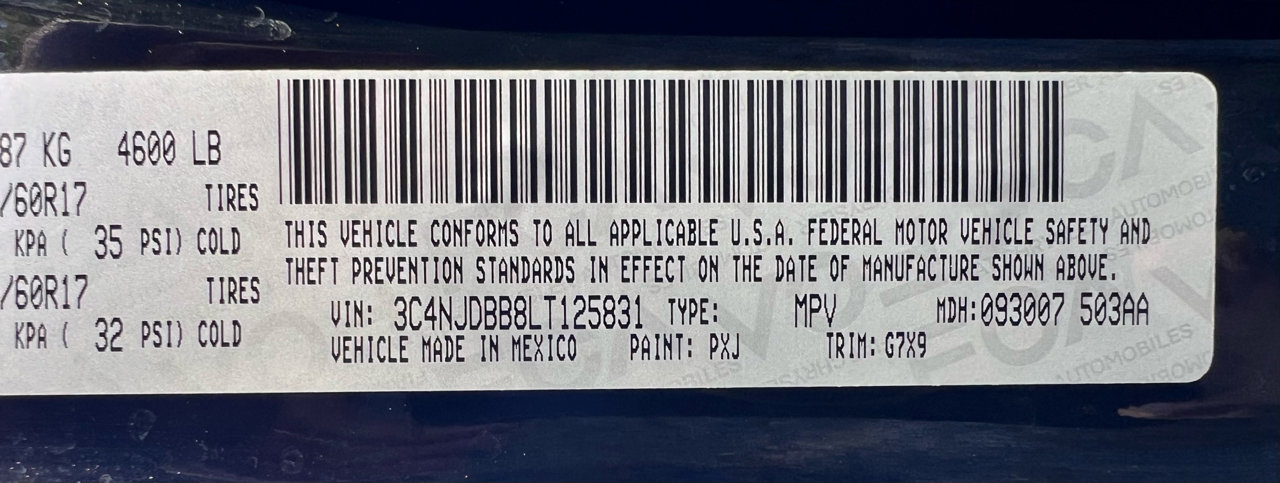 87 KG 4600 LB
/60R17 TIRES
KPA ( 35 PSI) COLD
/60R17 TIRES
KPA ( 32 PSI) COLD
THIS VEHICLE CONFORMS TO ALL APPLICABLE U.S.A. FEDERAL MOTOR VEHICLE SAFETY AND
THEFT PREVENTION STANDARDS IN EFFECT ON THE DATE OF MANUFACTURE SHOWN ABOVE.
VIN: 3C4NJDBB8LT125831 TYPE: MPV MDH:093007 503AA
VEHICLE MADE IN MEXICO PAINT: PXJ TRIM: G7X9
AUTOMOBILES